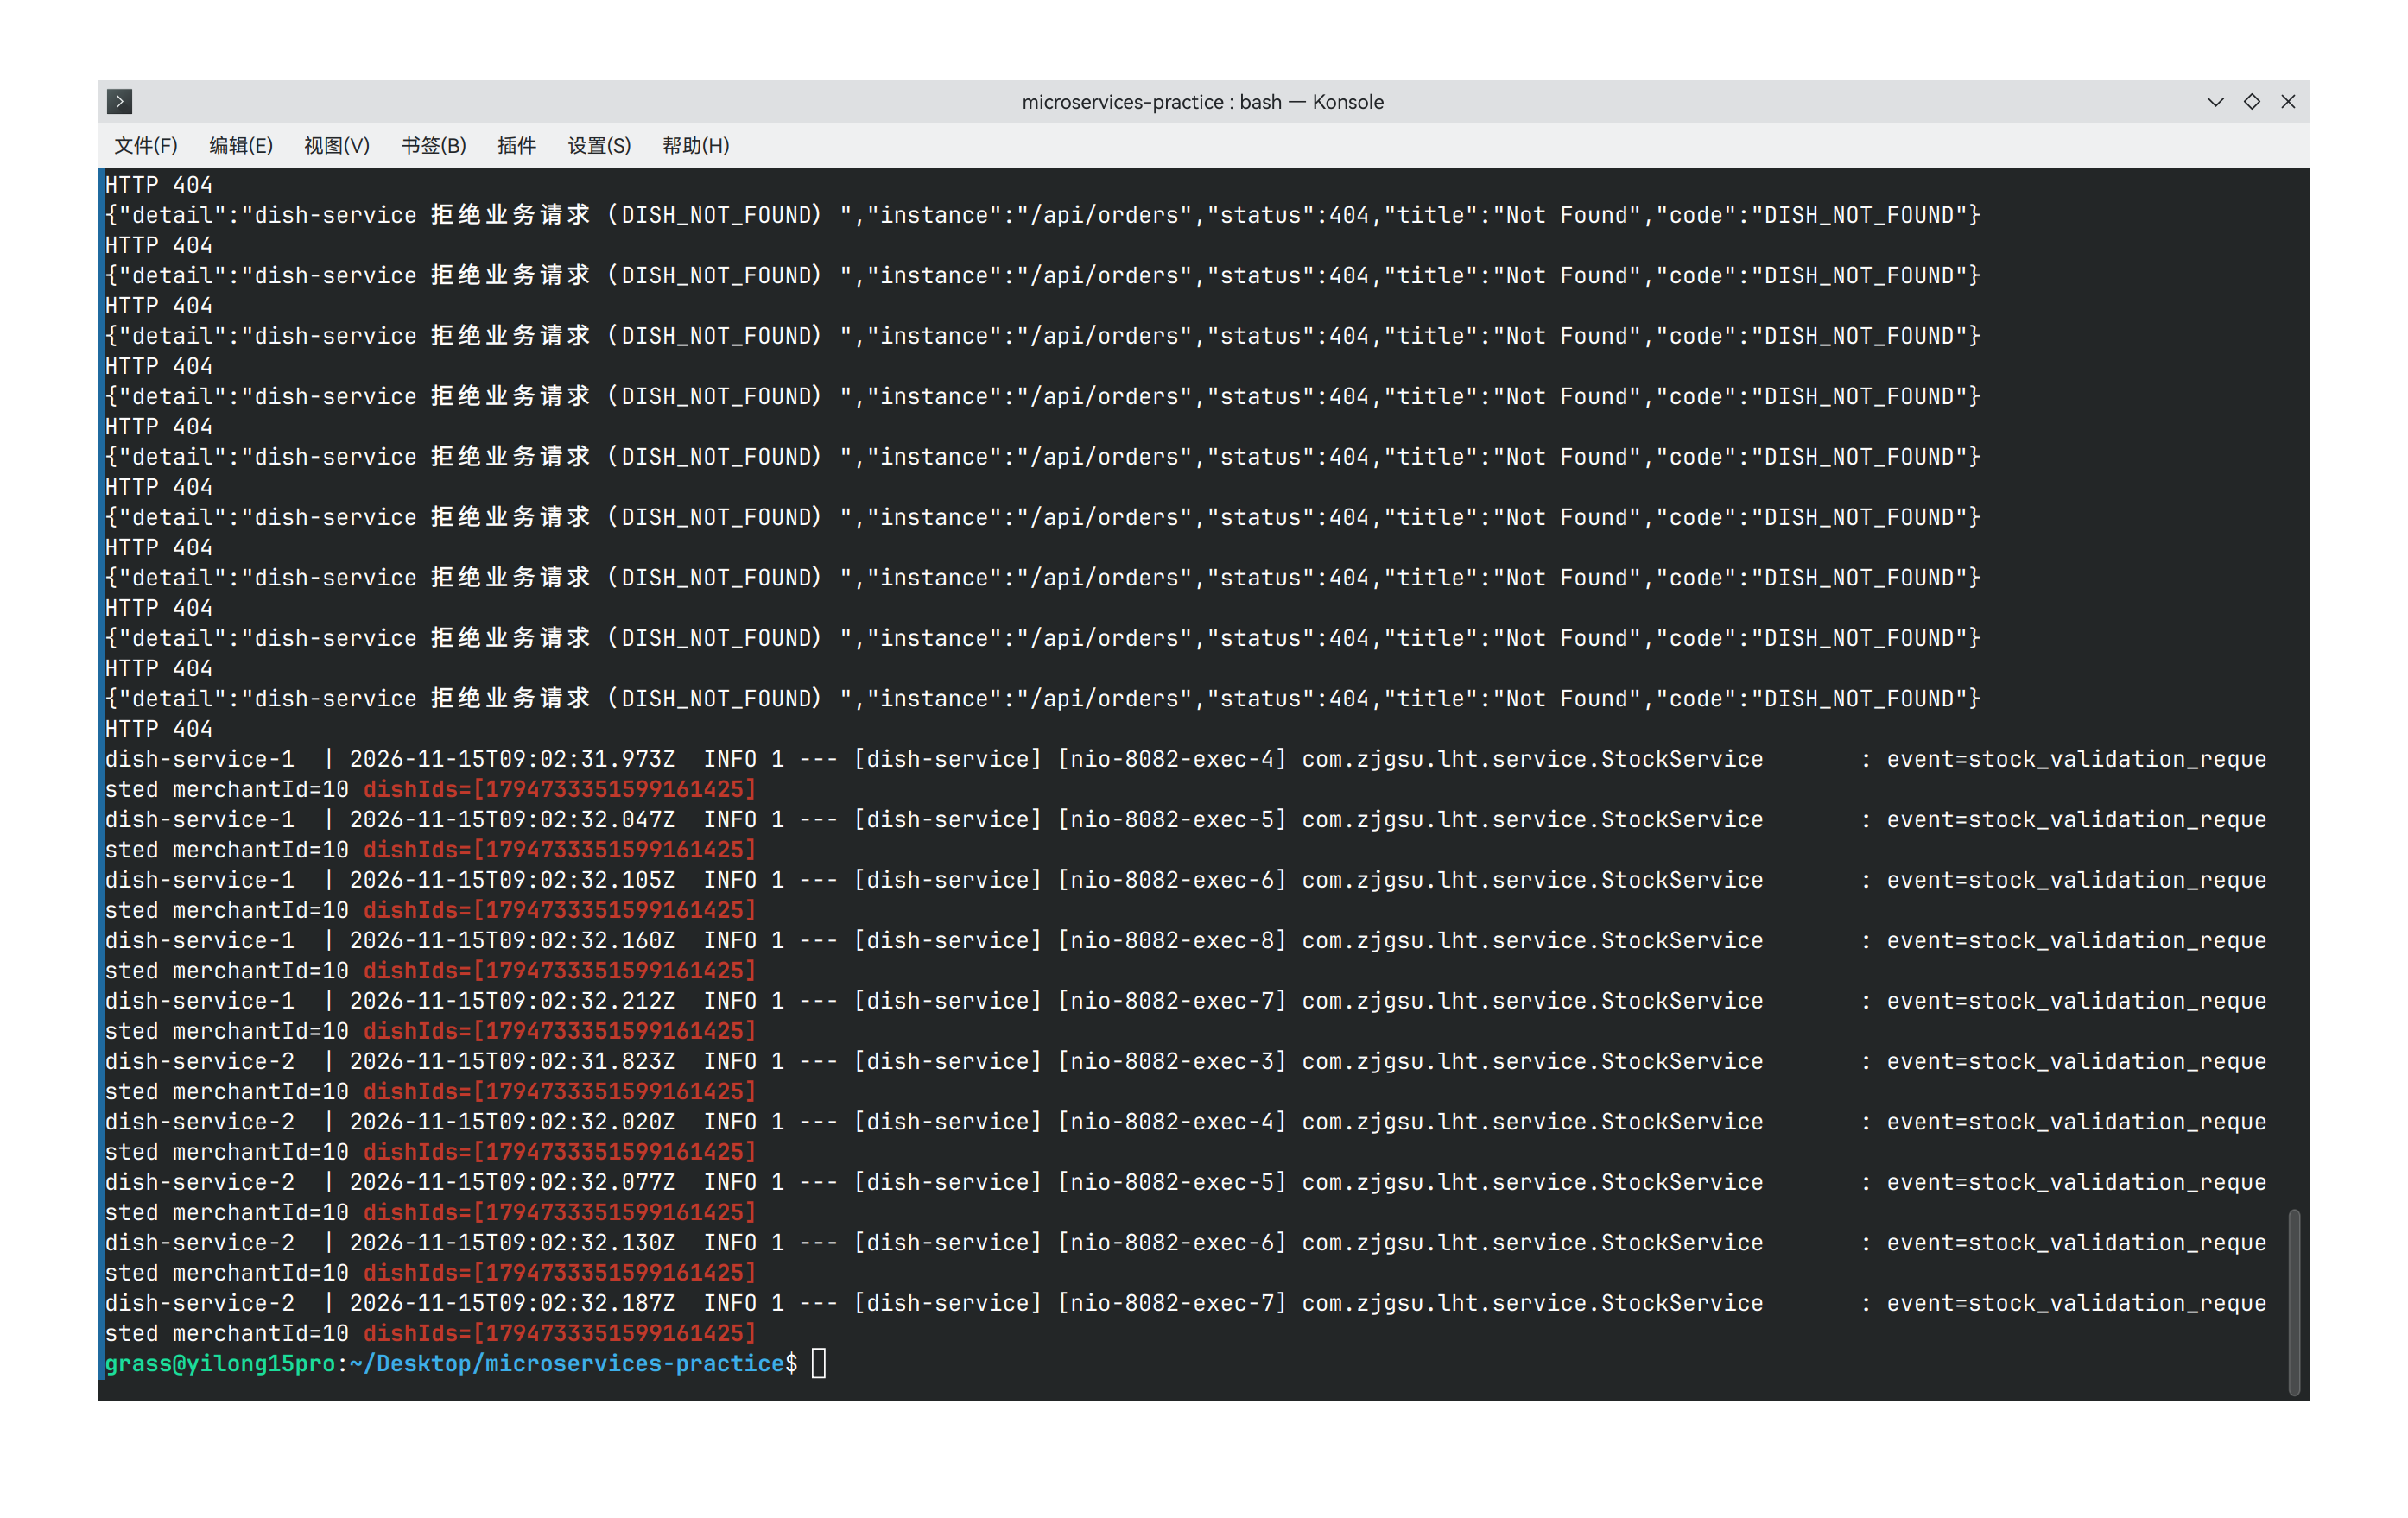 microservices-practice : bash — Konsole
文件(F) 编辑(E) 视图(V) 书签(B) 插件 设置(S) 帮助(H)
HTTP 404
{"detail":"dish-service 拒绝业务请求（DISH_NOT_FOUND）","instance":"/api/orders","status":404,"title":"Not Found","code":"DISH_NOT_FOUND"}
HTTP 404
{"detail":"dish-service 拒绝业务请求（DISH_NOT_FOUND）","instance":"/api/orders","status":404,"title":"Not Found","code":"DISH_NOT_FOUND"}
HTTP 404
{"detail":"dish-service 拒绝业务请求（DISH_NOT_FOUND）","instance":"/api/orders","status":404,"title":"Not Found","code":"DISH_NOT_FOUND"}
HTTP 404
{"detail":"dish-service 拒绝业务请求（DISH_NOT_FOUND）","instance":"/api/orders","status":404,"title":"Not Found","code":"DISH_NOT_FOUND"}
HTTP 404
{"detail":"dish-service 拒绝业务请求（DISH_NOT_FOUND）","instance":"/api/orders","status":404,"title":"Not Found","code":"DISH_NOT_FOUND"}
HTTP 404
{"detail":"dish-service 拒绝业务请求（DISH_NOT_FOUND）","instance":"/api/orders","status":404,"title":"Not Found","code":"DISH_NOT_FOUND"}
HTTP 404
{"detail":"dish-service 拒绝业务请求（DISH_NOT_FOUND）","instance":"/api/orders","status":404,"title":"Not Found","code":"DISH_NOT_FOUND"}
HTTP 404
{"detail":"dish-service 拒绝业务请求（DISH_NOT_FOUND）","instance":"/api/orders","status":404,"title":"Not Found","code":"DISH_NOT_FOUND"}
HTTP 404
{"detail":"dish-service 拒绝业务请求（DISH_NOT_FOUND）","instance":"/api/orders","status":404,"title":"Not Found","code":"DISH_NOT_FOUND"}
HTTP 404
dish-service-1  | 2026-11-15T09:02:31.973Z  INFO 1 --- [dish-service] [nio-8082-exec-4] com.zjgsu.lht.service.StockService       : event=stock_validation_reque
sted merchantId=10 dishIds=[1794733351599161425]
dish-service-1  | 2026-11-15T09:02:32.047Z  INFO 1 --- [dish-service] [nio-8082-exec-5] com.zjgsu.lht.service.StockService       : event=stock_validation_reque
sted merchantId=10 dishIds=[1794733351599161425]
dish-service-1  | 2026-11-15T09:02:32.105Z  INFO 1 --- [dish-service] [nio-8082-exec-6] com.zjgsu.lht.service.StockService       : event=stock_validation_reque
sted merchantId=10 dishIds=[1794733351599161425]
dish-service-1  | 2026-11-15T09:02:32.160Z  INFO 1 --- [dish-service] [nio-8082-exec-8] com.zjgsu.lht.service.StockService       : event=stock_validation_reque
sted merchantId=10 dishIds=[1794733351599161425]
dish-service-1  | 2026-11-15T09:02:32.212Z  INFO 1 --- [dish-service] [nio-8082-exec-7] com.zjgsu.lht.service.StockService       : event=stock_validation_reque
sted merchantId=10 dishIds=[1794733351599161425]
dish-service-2  | 2026-11-15T09:02:31.823Z  INFO 1 --- [dish-service] [nio-8082-exec-3] com.zjgsu.lht.service.StockService       : event=stock_validation_reque
sted merchantId=10 dishIds=[1794733351599161425]
dish-service-2  | 2026-11-15T09:02:32.020Z  INFO 1 --- [dish-service] [nio-8082-exec-4] com.zjgsu.lht.service.StockService       : event=stock_validation_reque
sted merchantId=10 dishIds=[1794733351599161425]
dish-service-2  | 2026-11-15T09:02:32.077Z  INFO 1 --- [dish-service] [nio-8082-exec-5] com.zjgsu.lht.service.StockService       : event=stock_validation_reque
sted merchantId=10 dishIds=[1794733351599161425]
dish-service-2  | 2026-11-15T09:02:32.130Z  INFO 1 --- [dish-service] [nio-8082-exec-6] com.zjgsu.lht.service.StockService       : event=stock_validation_reque
sted merchantId=10 dishIds=[1794733351599161425]
dish-service-2  | 2026-11-15T09:02:32.187Z  INFO 1 --- [dish-service] [nio-8082-exec-7] com.zjgsu.lht.service.StockService       : event=stock_validation_reque
sted merchantId=10 dishIds=[1794733351599161425]
grass@yilong15pro:~/Desktop/microservices-practice$